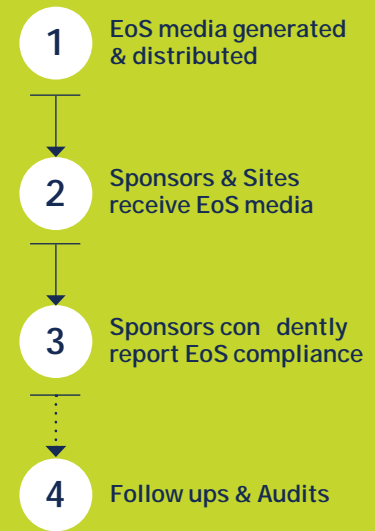 1
EoS media generated
& distributed
2
Sponsors & Sites
receive EoS media
3
Sponsors con dently
report EoS compliance
4
Follow ups & Audits